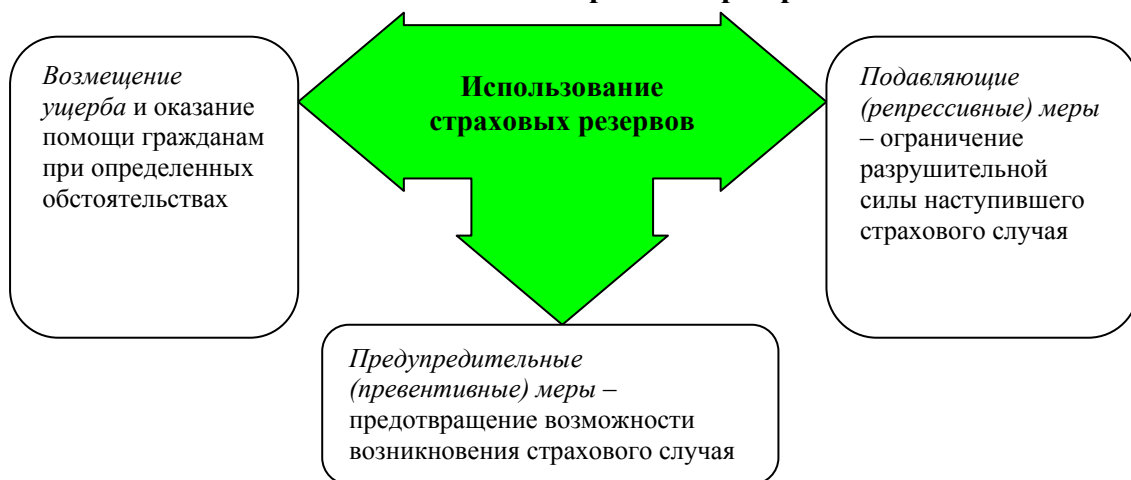 Использование
страховых резервов
Возмещение
ущерба и оказание
помощи гражданам
при определенных
обстоятельствах
Подавляющие
(репрессивные) меры
– ограничение
разрушительной
силы наступившего
страхового случая
Предупредительные
(превентивные) меры –
предотвращение возможности
возникновения страхового случая